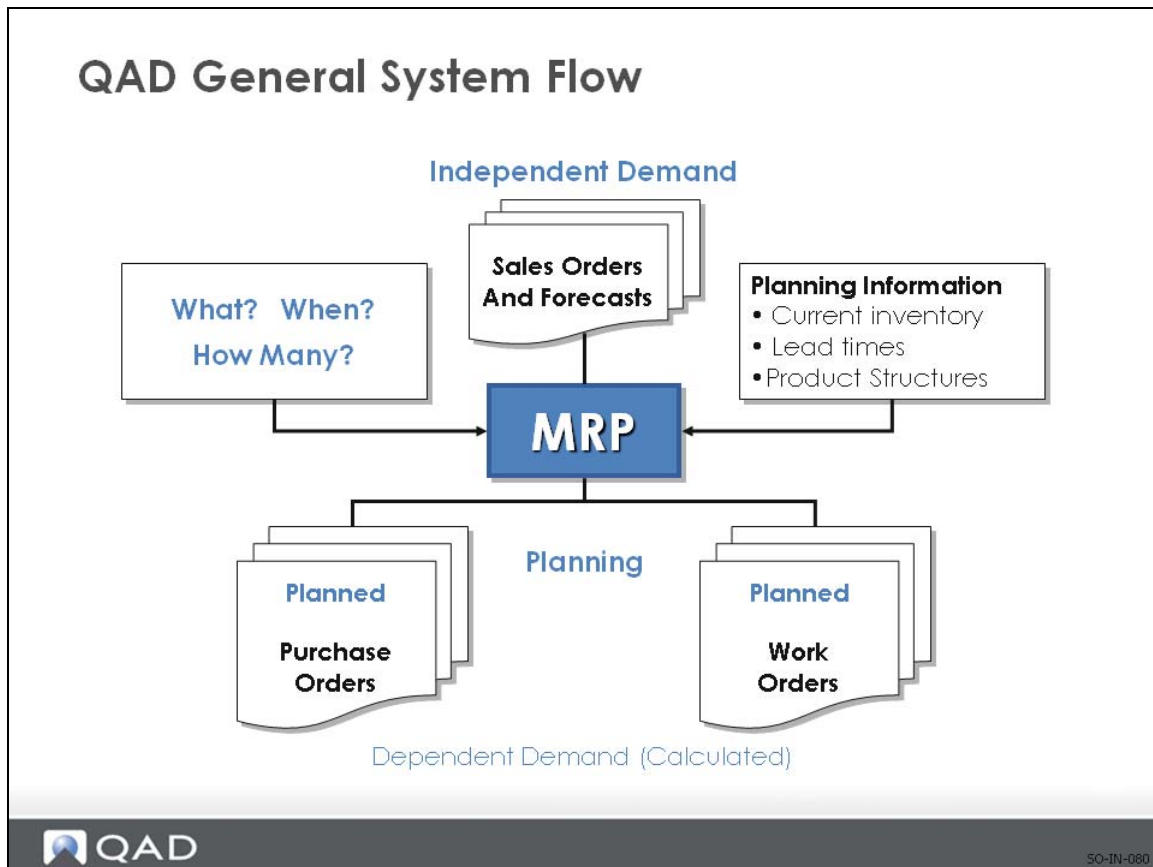 QAD General System Flow
Independent Demand
Sales Orders
And Forecasts
What? When?
How Many?
Planning Information
• Current inventory
• Lead times
•Product Structures
MRP
Planning
Planned
Purchase
Orders
Planned
Work
Orders
Dependent Demand (Calculated)
QAD
SO-IN-080